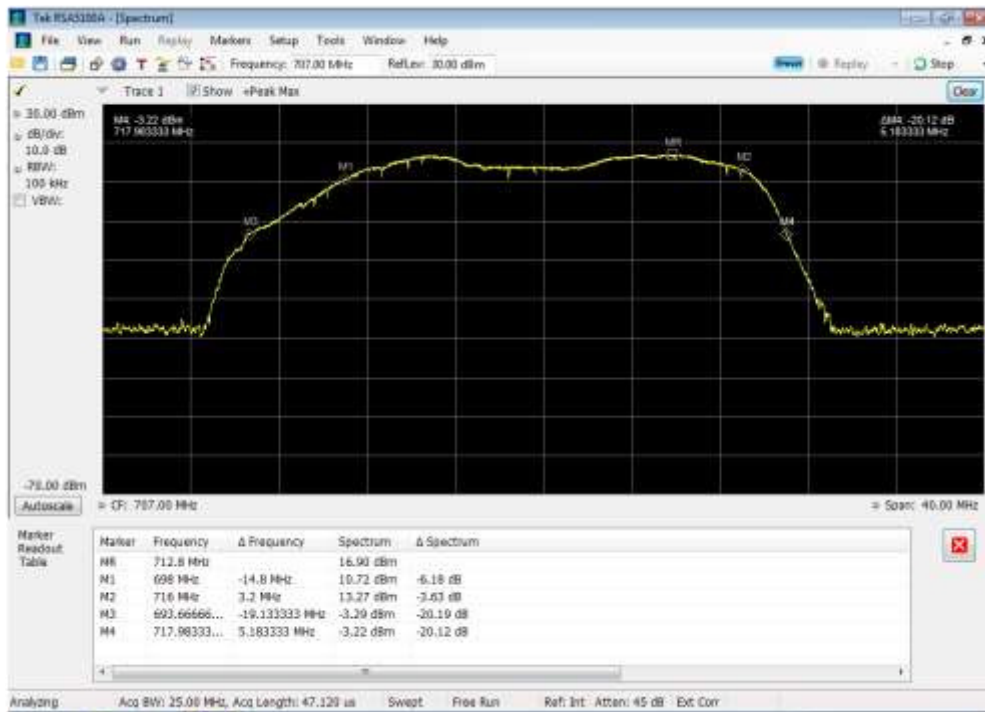 Tek RSA5100A - [Spectrum]
File View Run Replay Markers Setup Tools Window Help
Frequency: 707.00 MHz RefLev: 30.00 dBm Preset Replay Stop
Trace 1 Show +Peak Max Clear
30.00 dBm
dB/div:
10.0 dB
RBW:
100 kHz
VBW:
M4: -3.22 dBm
717.983333 MHz
ΔM4: -20.12 dB
5.183333 MHz
MR
M1
M2
M3
M4
-70.00 dBm
Autoscale CF: 707.00 MHz Span: 40.00 MHz
Marker
Readout
Table
Marker Frequency Δ Frequency Spectrum Δ Spectrum
MR 712.8 MHz 16.90 dBm
M1 698 MHz -14.8 MHz 10.72 dBm -6.18 dB
M2 716 MHz 3.2 MHz 13.27 dBm -3.63 dB
M3 693.66666... -19.133333 MHz -3.29 dBm -20.19 dB
M4 717.98333... 5.183333 MHz -3.22 dBm -20.12 dB
Analyzing Acq BW: 25.00 MHz, Acq Length: 47.120 us Swept Free Run Ref: Int Atten: 45 dB Ext Corr